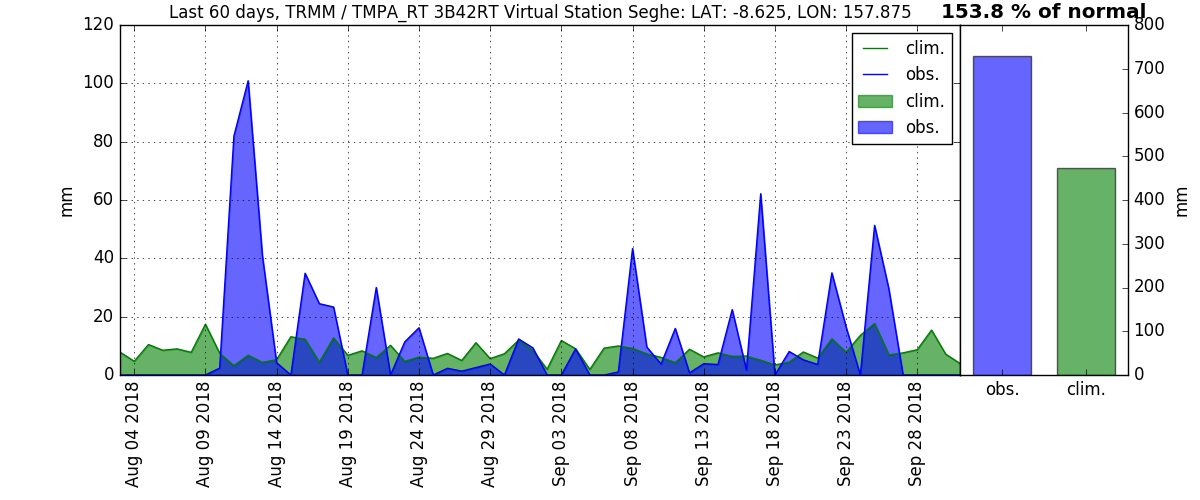 Last 60 days, TRMM / TMPA_RT 3B42RT Virtual Station Seghe: LAT: -8.625, LON: 157.875
153.8 % of normal
120
100
80
60
40
20
0
mm
clim.
obs.
clim.
obs.
Aug 04 2018
Aug 09 2018
Aug 14 2018
Aug 19 2018
Aug 24 2018
Aug 29 2018
Sep 03 2018
Sep 08 2018
Sep 13 2018
Sep 18 2018
Sep 23 2018
Sep 28 2018
800
700
600
500
400
300
200
100
0
mm
obs.
clim.